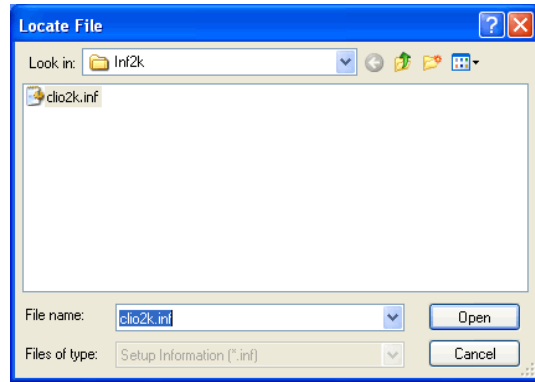 Locate File
Look in: Inf2k
clio2k.inf
File name: clio2k.inf Open
Files of type: Setup Information (*.inf) Cancel